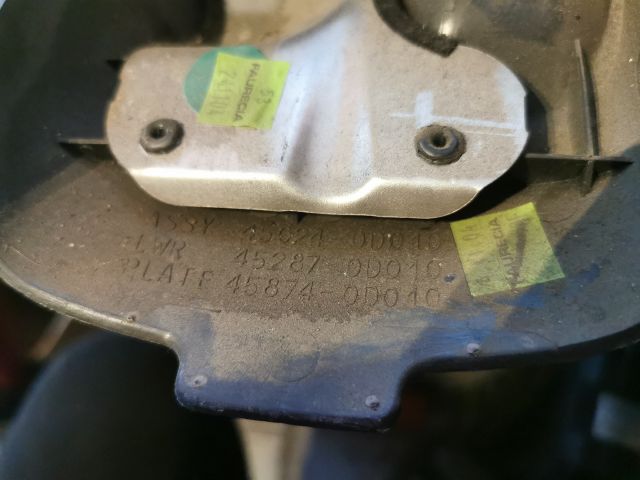 FAURECIA
ASSY 45024-0D010
LWR 45287-0D010
PLATE 45874-0D010
FAURECIA